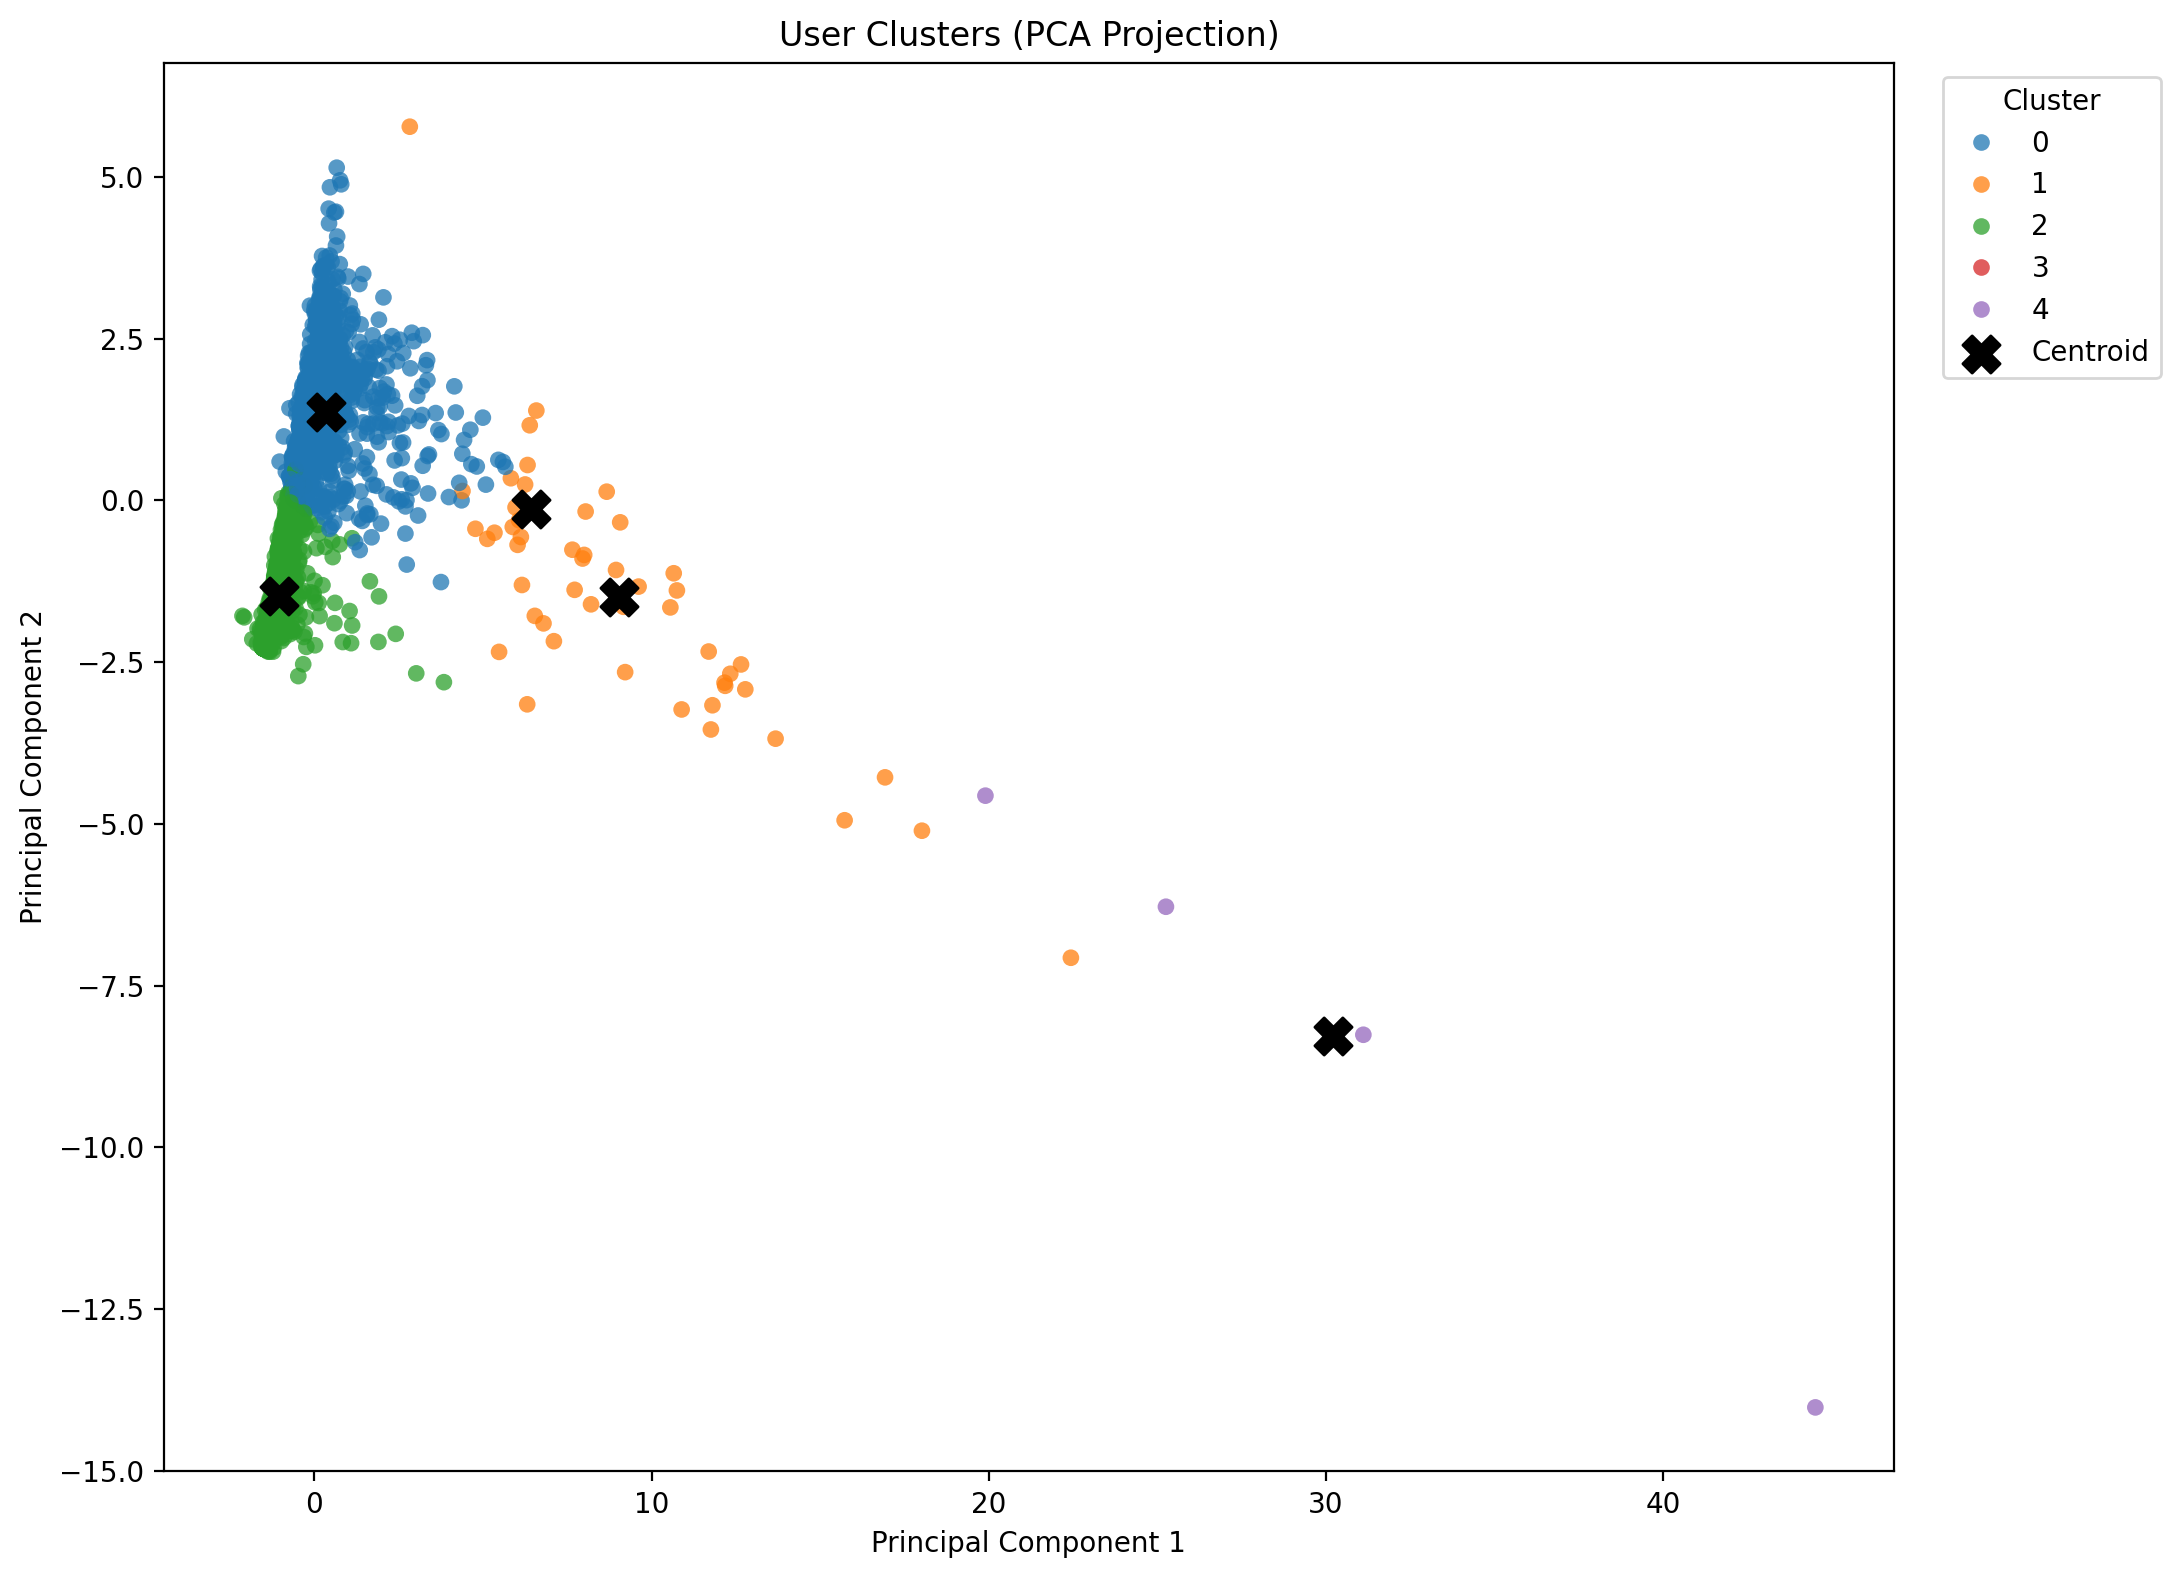 User Clusters (PCA Projection)
Cluster
0
1
2
3
4
Centroid
Principal Component 2
5.0
2.5
0.0
−2.5
−5.0
−7.5
−10.0
−12.5
−15.0
0 10 20 30 40
Principal Component 1